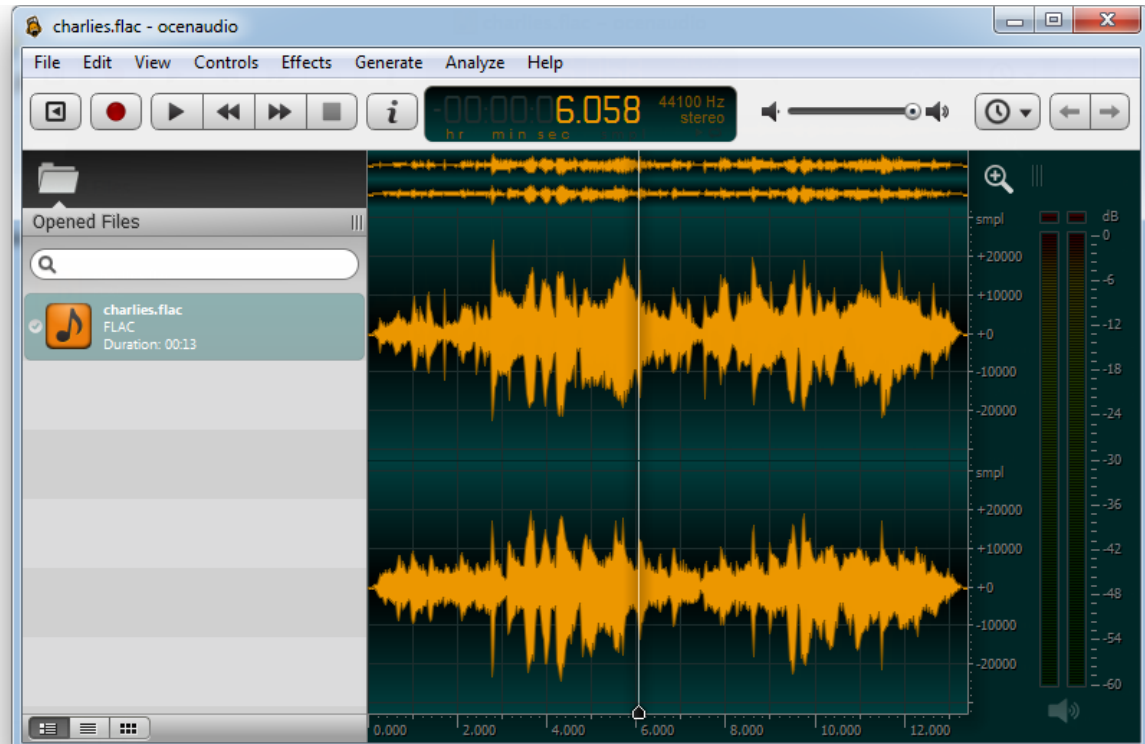 charlies.flac - ocenaudio
File Edit View Controls Effects Generate Analyze Help
-00:00:06.058
44100 Hz
stereo
hr min sec
Opened Files
charlies.flac
FLAC
Duration: 00:13
smpl
+20000
+10000
+0
-10000
-20000
smpl
+20000
+10000
+0
-10000
-20000
0.000 2.000 4.000 6.000 8.000 10.000 12.000
dB
0
-6
-12
-18
-24
-30
-36
-42
-48
-54
-60